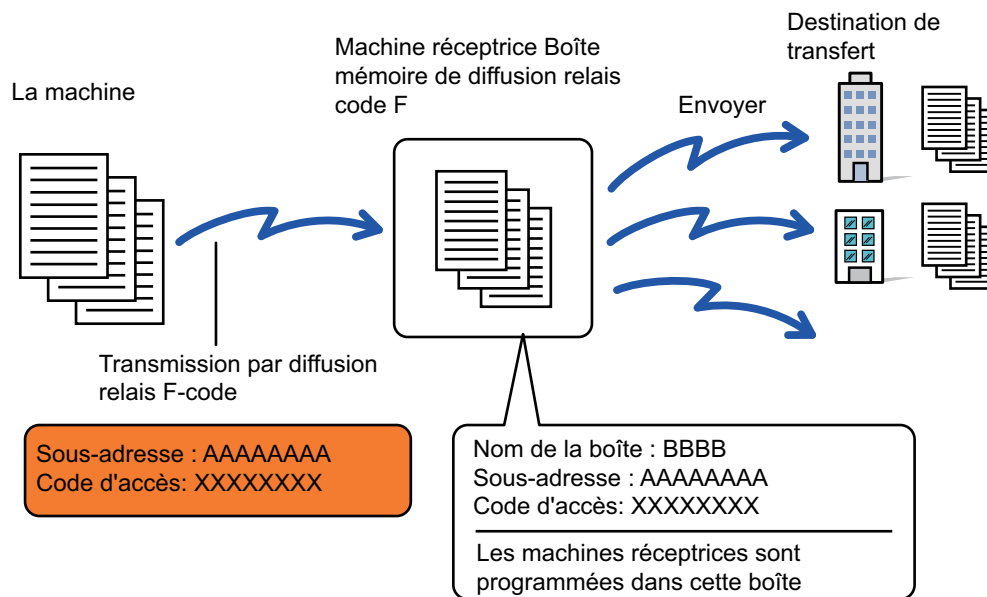 La machine
Machine réceptrice Boîte
mémoire de diffusion relais
code F
Envoyer
Destination de
transfert
Transmission par diffusion
relais F-code
Sous-adresse : AAAAAAAA
Code d'accès: XXXXXXXX
Nom de la boîte : BBBB
Sous-adresse : AAAAAAAA
Code d'accès: XXXXXXXX
Les machines réceptrices sont
programmées dans cette boîte